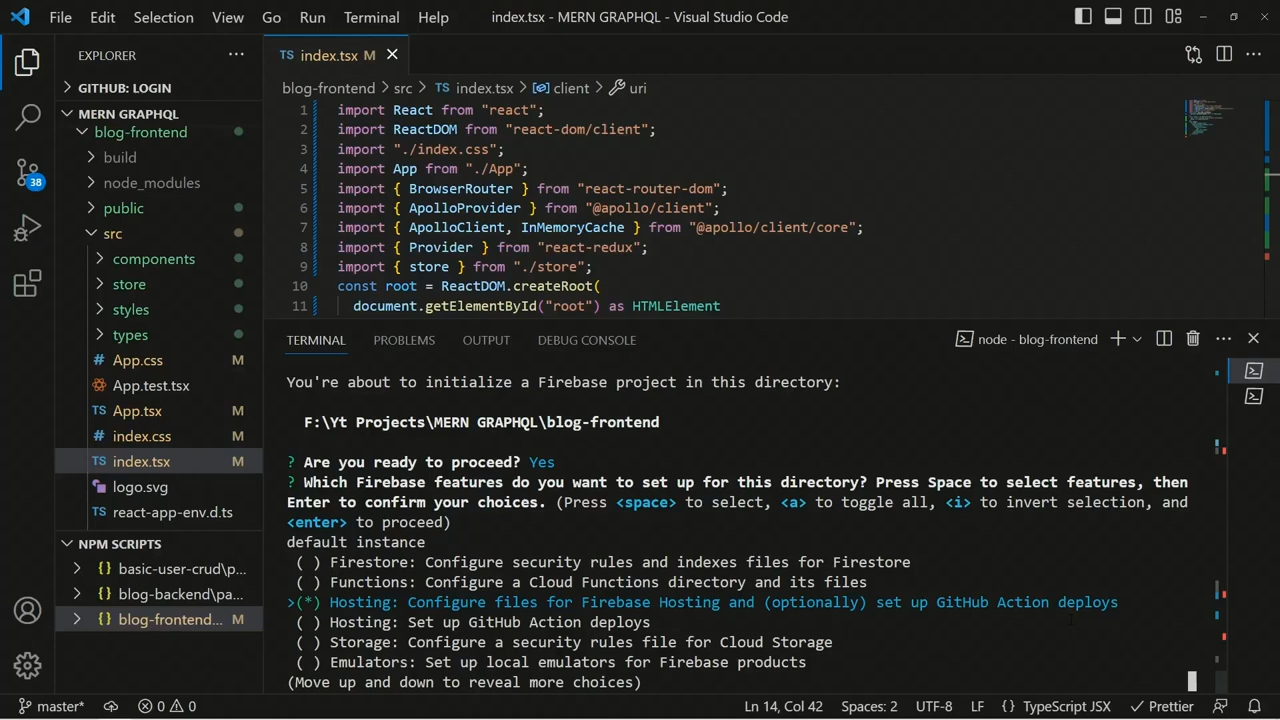 File Edit Selection View Go Run Terminal Help index.tsx - MERN GRAPHQL - Visual Studio Code
EXPLORER ···
GITHUB: LOGIN
MERN GRAPHQL
blog-frontend
build
node_modules
public
src
components
store
styles
types
# App.css M
App.test.tsx
TS App.tsx M
# index.css M
TS index.tsx M
logo.svg
TS react-app-env.d.ts
NPM SCRIPTS
{} basic-user-crud\p...
{} blog-backend\pa...
{} blog-frontend... M
38
TS index.tsx M
blog-frontend > src > TS index.tsx > client > uri
1 import React from "react";
2 import ReactDOM from "react-dom/client";
3 import "./index.css";
4 import App from "./App";
5 import { BrowserRouter } from "react-router-dom";
6 import { ApolloProvider } from "@apollo/client";
7 import { ApolloClient, InMemoryCache } from "@apollo/client/core";
8 import { Provider } from "react-redux";
9 import { store } from "./store";
10 const root = ReactDOM.createRoot(
11 document.getElementById("root") as HTMLElement
TERMINAL PROBLEMS OUTPUT DEBUG CONSOLE node - blog-frontend
You're about to initialize a Firebase project in this directory:
F:\Yt Projects\MERN GRAPHQL\blog-frontend
? Are you ready to proceed? Yes
? Which Firebase features do you want to set up for this directory? Press Space to select features, then
Enter to confirm your choices. (Press <space> to select, <a> to toggle all, <i> to invert selection, and
<enter> to proceed)
default instance
( ) Firestore: Configure security rules and indexes files for Firestore
( ) Functions: Configure a Cloud Functions directory and its files
>(*) Hosting: Configure files for Firebase Hosting and (optionally) set up GitHub Action deploys
( ) Hosting: Set up GitHub Action deploys
( ) Storage: Configure a security rules file for Cloud Storage
( ) Emulators: Set up local emulators for Firebase products
(Move up and down to reveal more choices)
master* 0 0 Ln 14, Col 42 Spaces: 2 UTF-8 LF {} TypeScript JSX Prettier